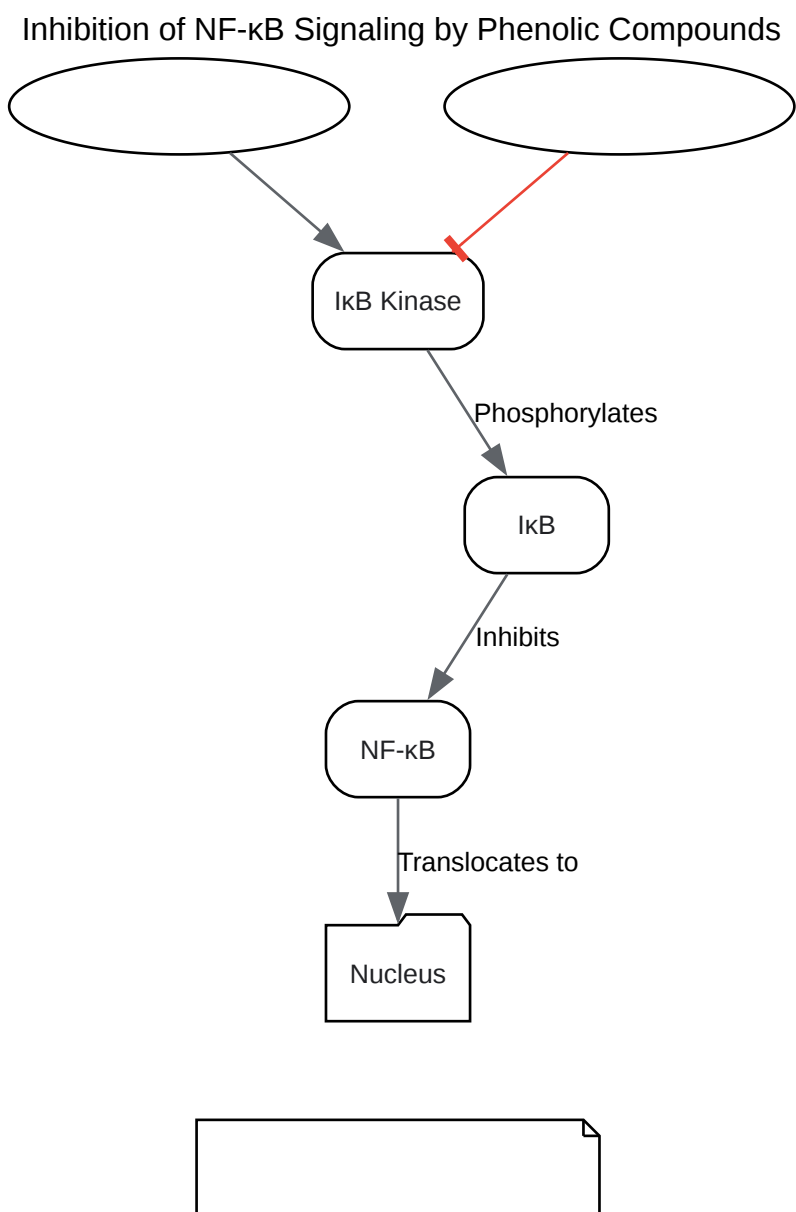 Inhibition of NF-κB Signaling by Phenolic Compounds
IκB Kinase
Phosphorylates
IκB
Inhibits
NF-κB
Translocates to
Nucleus